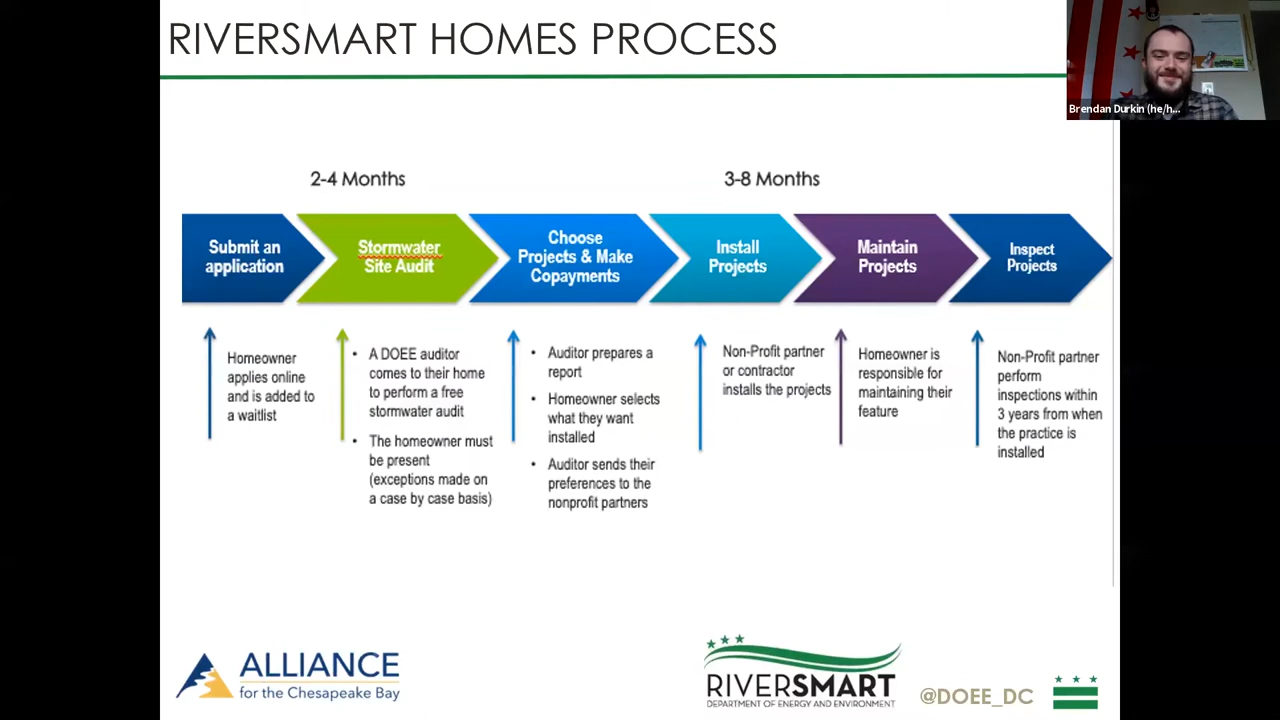 RIVERSMART HOMES PROCESS
Brendan Durkin (he/h...
2-4 Months
3-8 Months
Submit an
application
Stormwater
Site Audit
Choose
Projects & Make
Copayments
Install
Projects
Maintain
Projects
Inspect
Projects
Homeowner
applies online
and is added to
a waitlist
• A DOEE auditor
comes to their home
to perform a free
stormwater audit
• The homeowner must
be present
(exceptions made on
a case by case basis)
• Auditor prepares a
report
• Homeowner selects
what they want
installed
• Auditor sends their
preferences to the
nonprofit partners
Non-Profit partner
or contractor
installs the projects
Homeowner is
responsible for
maintaining their
feature
Non-Profit partner
perform
inspections within
3 years from when
the practice is
installed
ALLIANCE
for the Chesapeake Bay
RIVERSMART
DEPARTMENT OF ENERGY AND ENVIRONMENT
@DOEE_DC